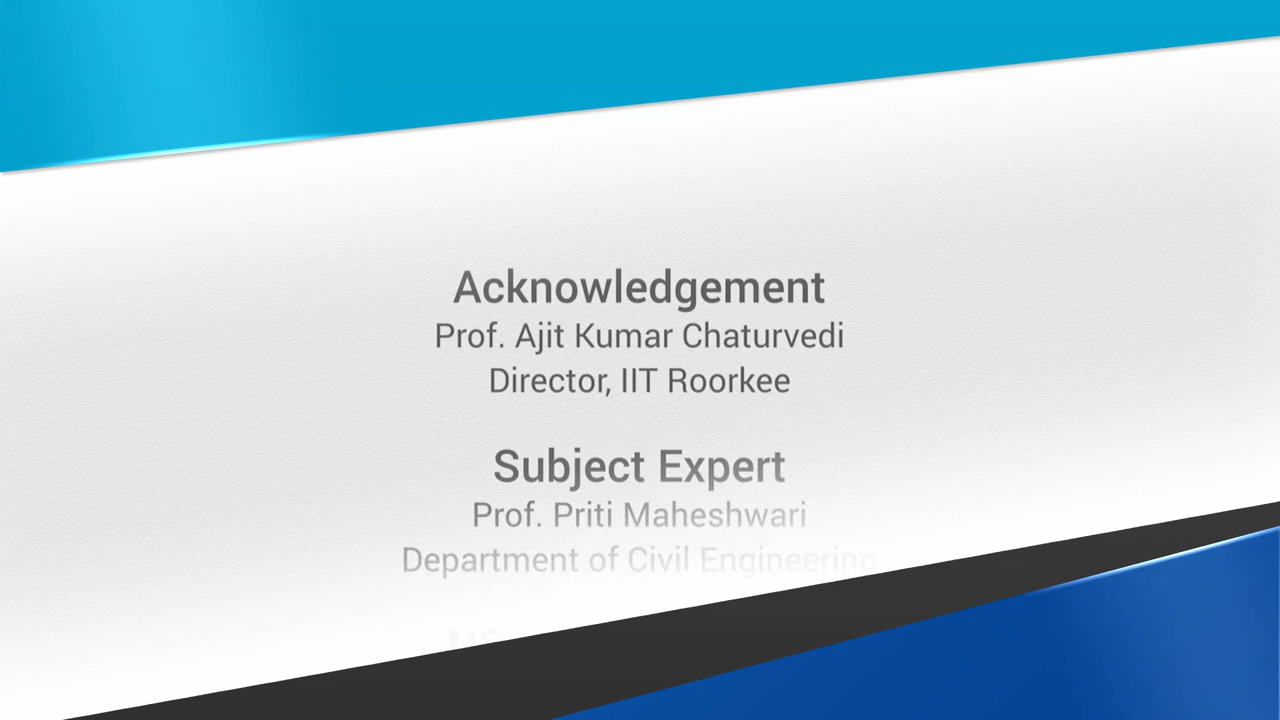 Acknowledgement
Prof. Ajit Kumar Chaturvedi
Director, IIT Roorkee
Subject Expert
Prof. Priti Maheshwari
Department of Civil Engineering